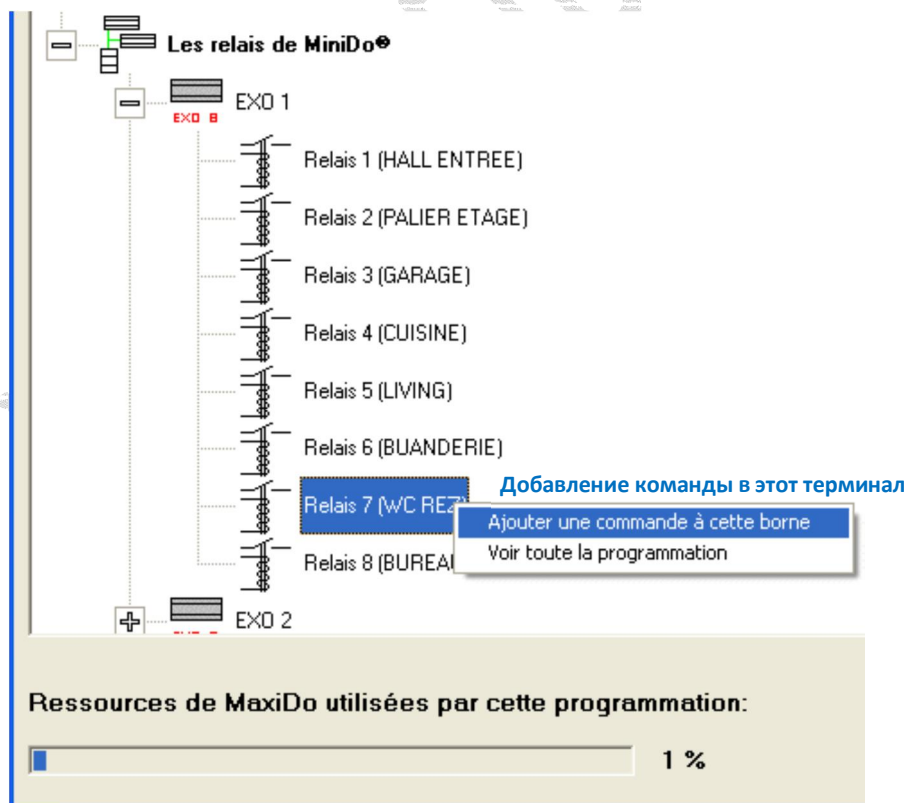 Les relais de MiniDo®
EXO 1
EXO 8
Relais 1 (HALL ENTREE)
Relais 2 (PALIER ETAGE)
Relais 3 (GARAGE)
Relais 4 (CUISINE)
Relais 5 (LIVING)
Relais 6 (BUANDERIE)
Добавление команды в этот терминал
Relais 7 (WC REZ)
Ajouter une commande à cette borne
Voir toute la programmation
Relais 8 (BUREAU
EXO 2
Ressources de MaxiDo utilisées par cette programmation:
1 %